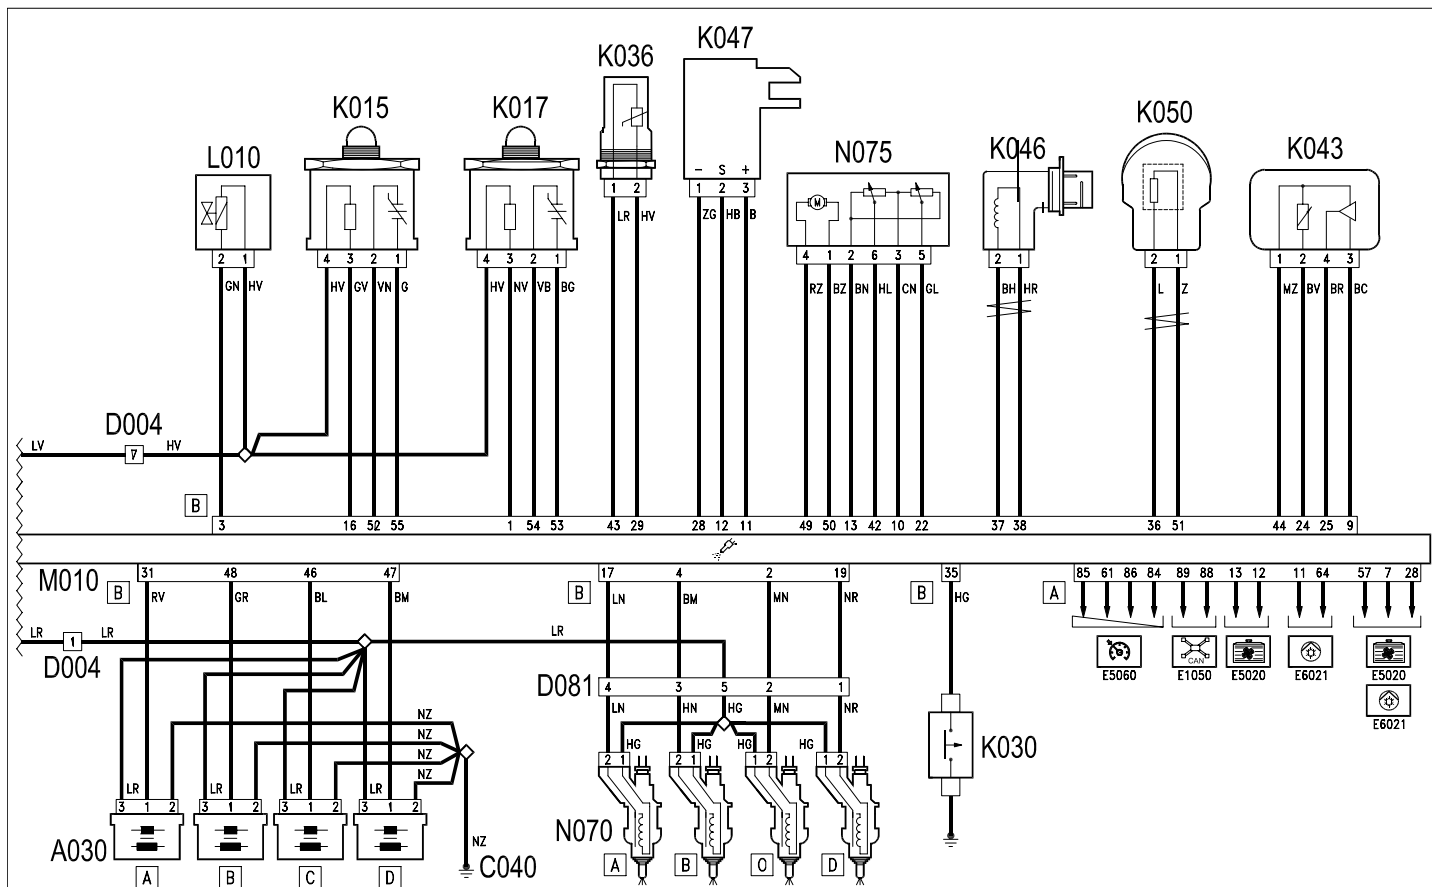 K047
K036
K050
K015
K017
K046
K043
N075
L010
- S +
1 2
1 2 3
LR HV
ZG HB B
M
2 1
4 3 2 1
4 3 2 1
4 1 2 6 3 5
2 1
2 1
1 2 4 3
GN HV
HV GV VN G
HV NV VB BG
RZ BZ BN HL CN GL
BH HR
L Z
MZ BV BR BC
D004
LV 7 HV
B
3 16 52 55 1 54 53 43 29 28 12 11 49 50 13 42 10 22 37 38 36 51 44 24 25 9
M010
B 31 48 46 47
B 17 4 2 19
B 35
A 85 61 86 84 89 88 13 12 11 64 57 7 28
RV GR BL BM
LN BM MN NR
HG
LR 1 LR
LR
D004
CAN
E5060 E1050 E5020 E6021 E5020
E6021
D081
4 3 5 2 1
LN HN HG MN NR
NZ
NZ
NZ
NZ
HG HG HG HG
2 1 2 1 1 2 1 2
K030
LR LR LR LR
3 1 2 3 1 2 3 1 2 3 1 2
A030
N070
NZ
C040
A B C D
A B O D